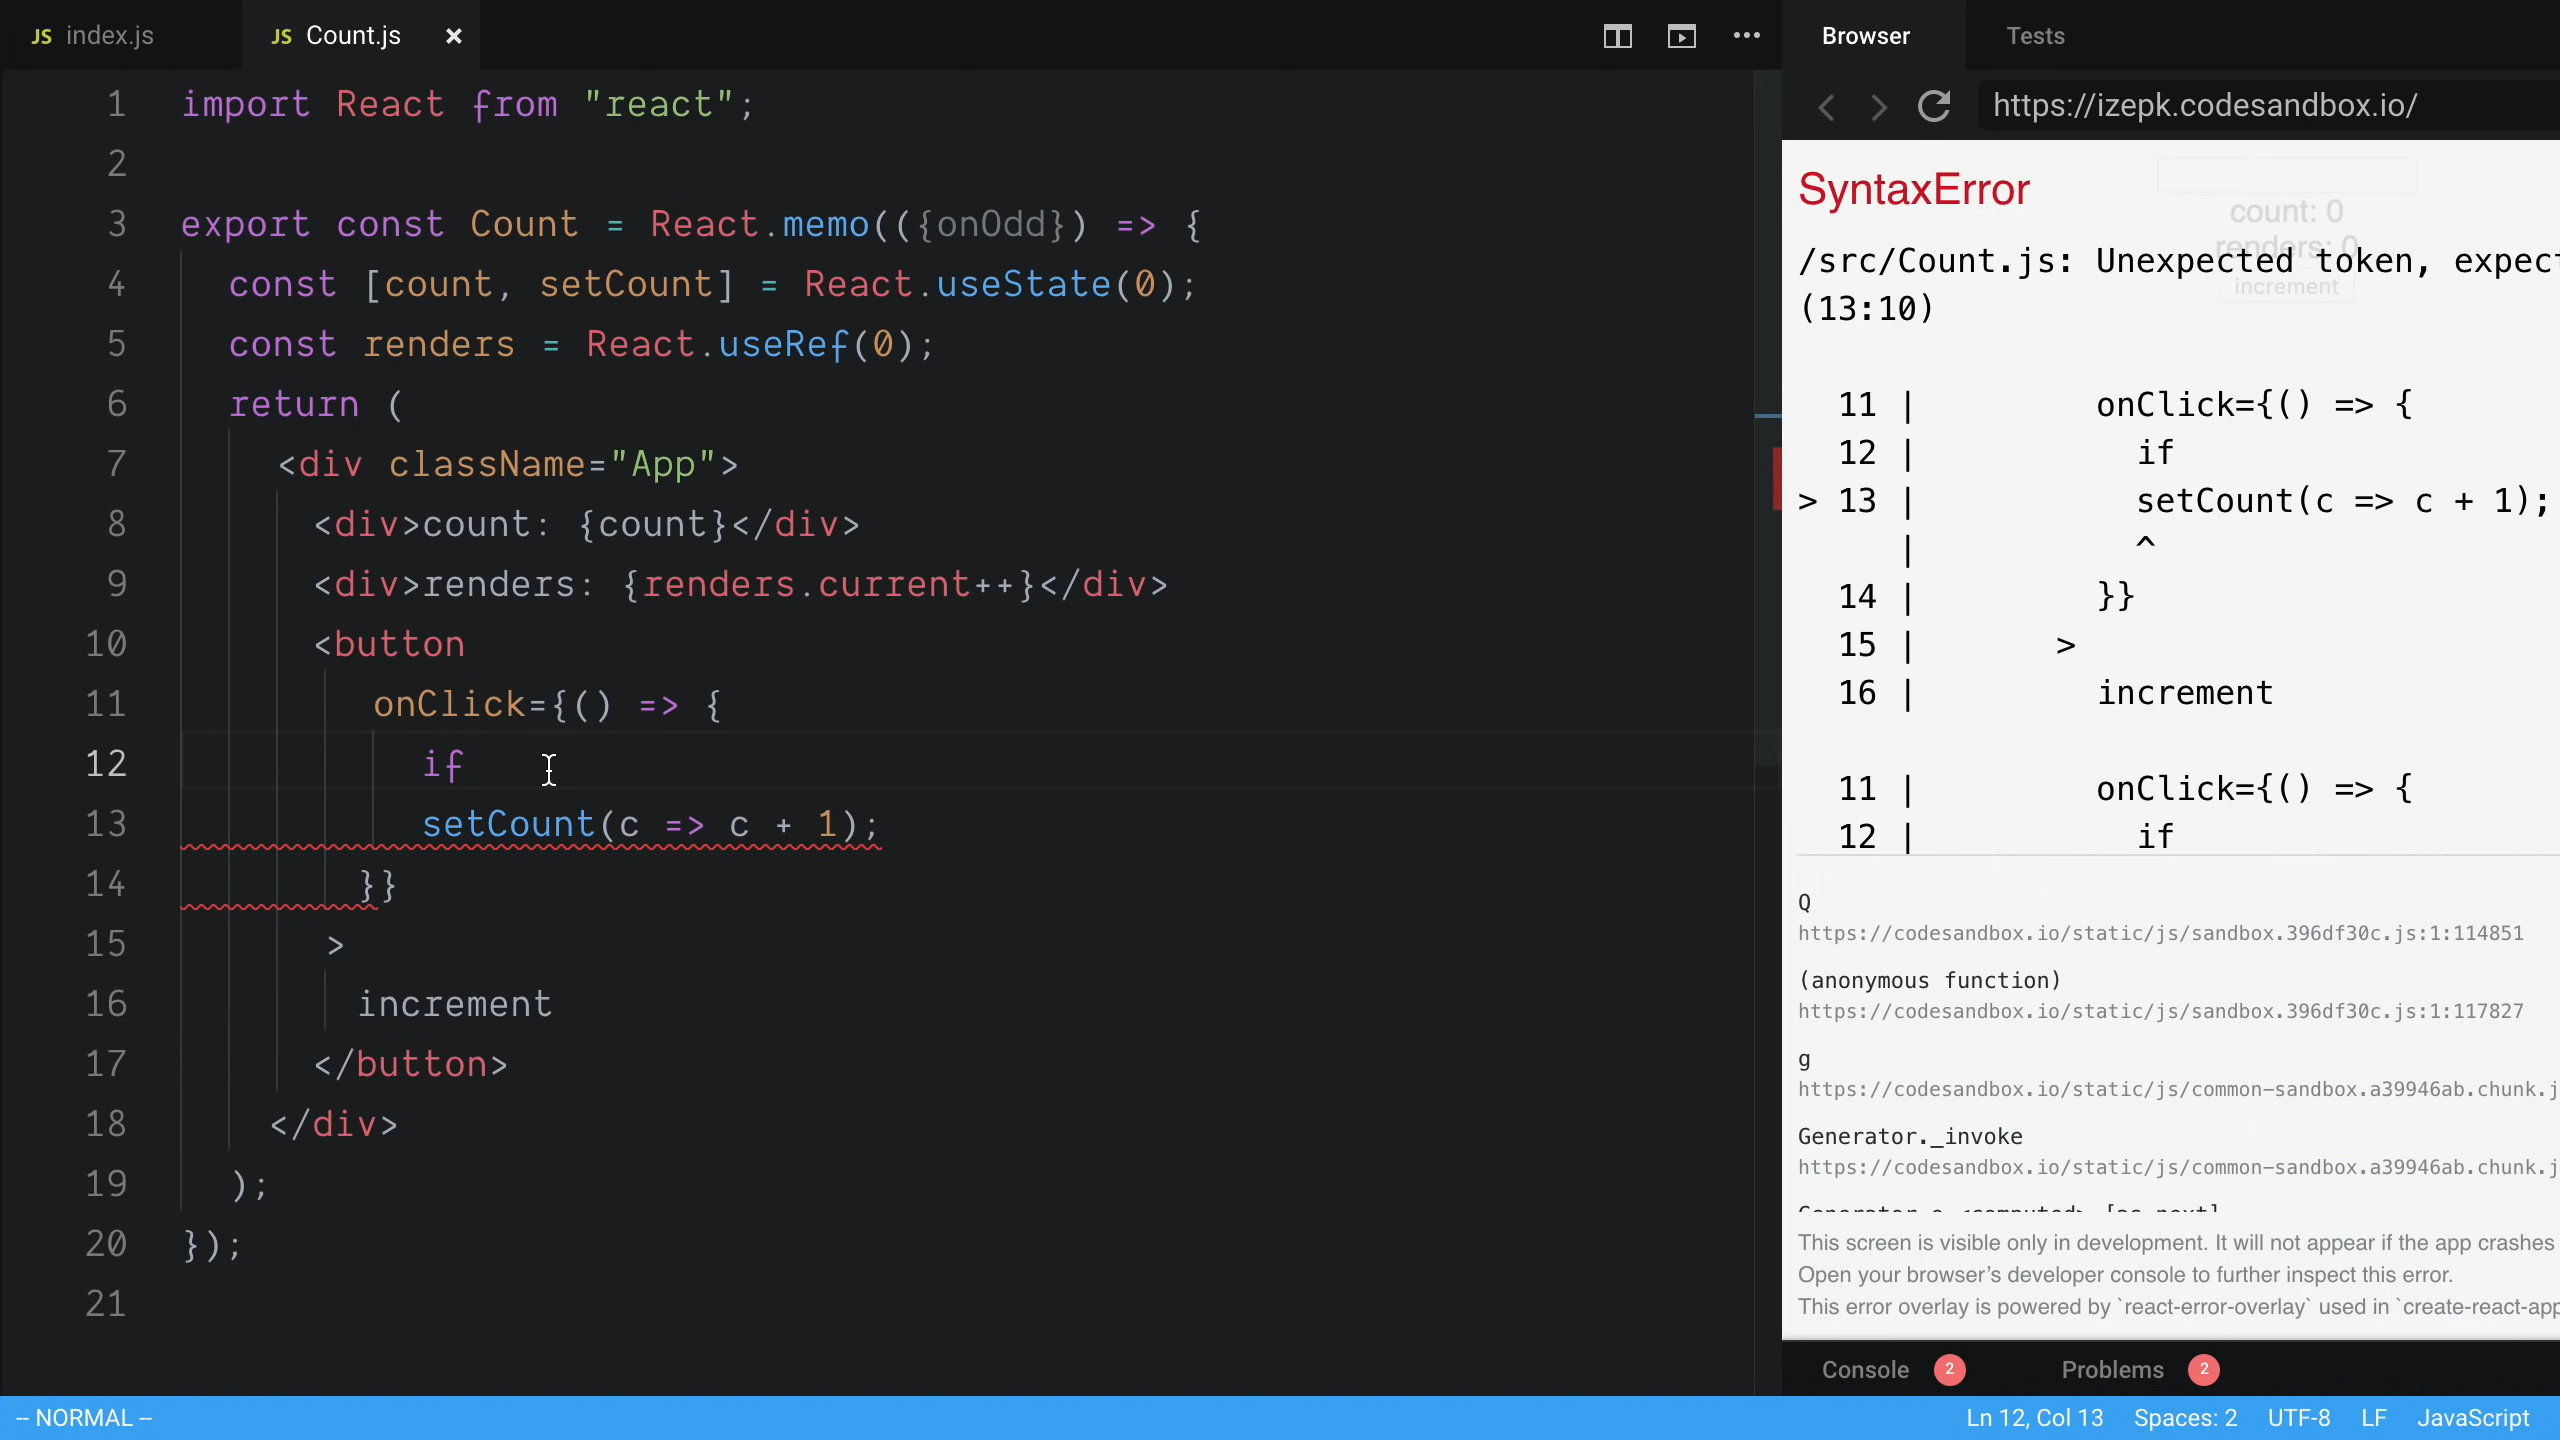 JS index.js
JS Count.js ×
1 import React from "react";
2
3 export const Count = React.memo(({onOdd}) => {
4 const [count, setCount] = React.useState(0);
5 const renders = React.useRef(0);
6 return (
7 <div className="App">
8 <div>count: {count}</div>
9 <div>renders: {renders.current++}</div>
10 <button
11 onClick={() => {
12 if
13 setCount(c => c + 1);
14 }}
15 >
16 increment
17 </button>
18 </div>
19 );
20 });
21
-- NORMAL --
Browser Tests
https://izepk.codesandbox.io/
SyntaxError
count: 0
renders: 0
increment
/src/Count.js: Unexpected token,
(13:10)
11 | onClick={() => {
12 | if
> 13 | setCount(c => c + 1);
| ^
14 | }}
15 | >
16 | increment
11 | onClick={() => {
12 | if
Q
https://codesandbox.io/static/js/sandbox.396df30c.js:1:114851
(anonymous function)
https://codesandbox.io/static/js/sandbox.396df30c.js:1:117827
g
https://codesandbox.io/static/js/common-sandbox.a39946ab.chunk.j
Generator._invoke
https://codesandbox.io/static/js/common-sandbox.a39946ab.chunk.j
This screen is visible only in development. It will not appear if the app crashes
Open your browser’s developer console to further inspect this error.
This error overlay is powered by `react-error-overlay` used in `create-react-app
Console 2 Problems 2
Ln 12, Col 13 Spaces: 2 UTF-8 LF JavaScript